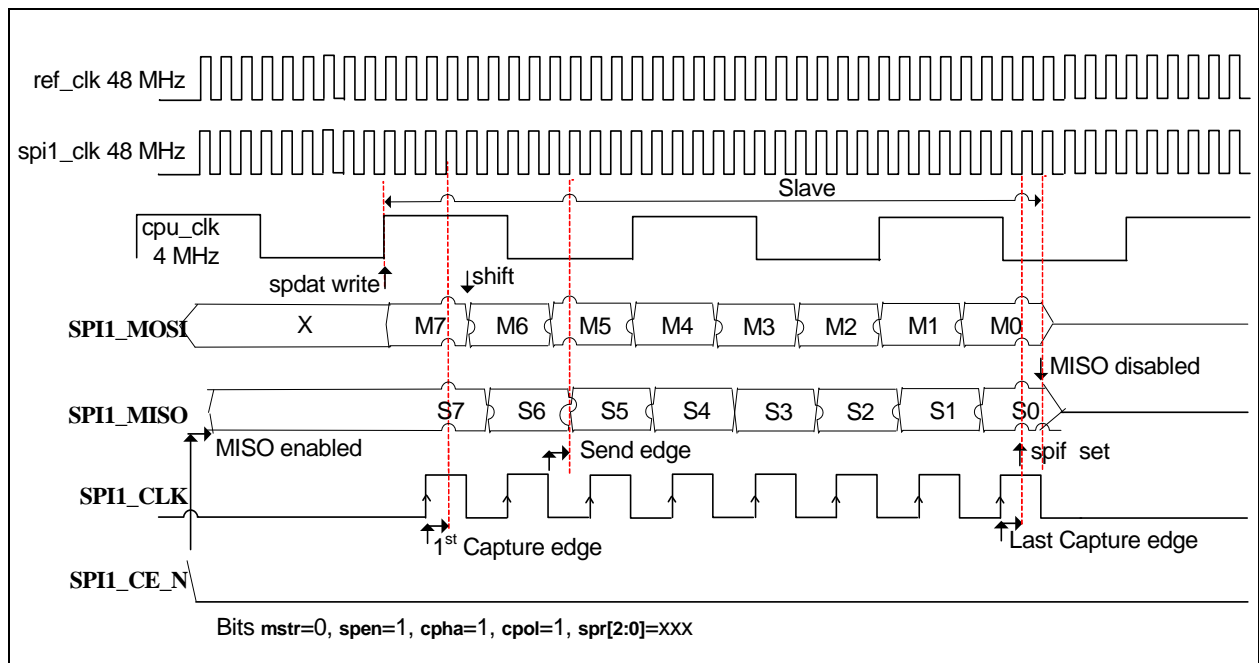 ref_clk 48 MHz
spi1_clk 48 MHz
Slave
cpu_clk
4 MHz
spdat write
shift
SPI1_MOSI X M7 M6 M5 M4 M3 M2 M1 M0
MISO disabled
SPI1_MISO S7 S6 S5 S4 S3 S2 S1 S0
MISO enabled
Send edge
spif set
SPI1_CLK
1st Capture edge
Last Capture edge
SPI1_CE_N
Bits mstr=0, spen=1, cpha=1, cpol=1, spr[2:0]=xxx